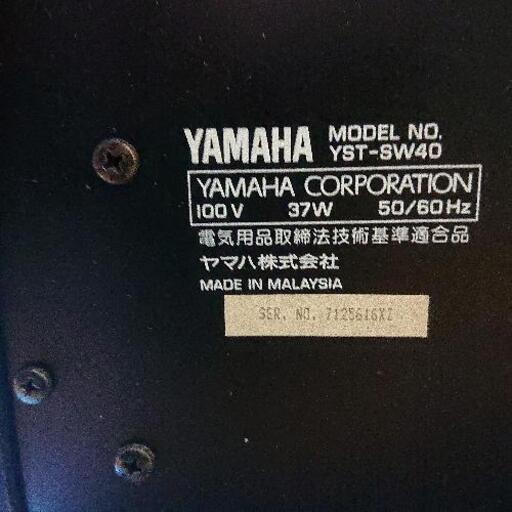 YAMAHA MODEL NO. YST-SW40
YAMAHA CORPORATION
100V 37W 50/60Hz
電気用品取締法技術基準適合品
ヤマハ株式会社
MADE IN MALAYSIA
SER. NO. 7125616XZ